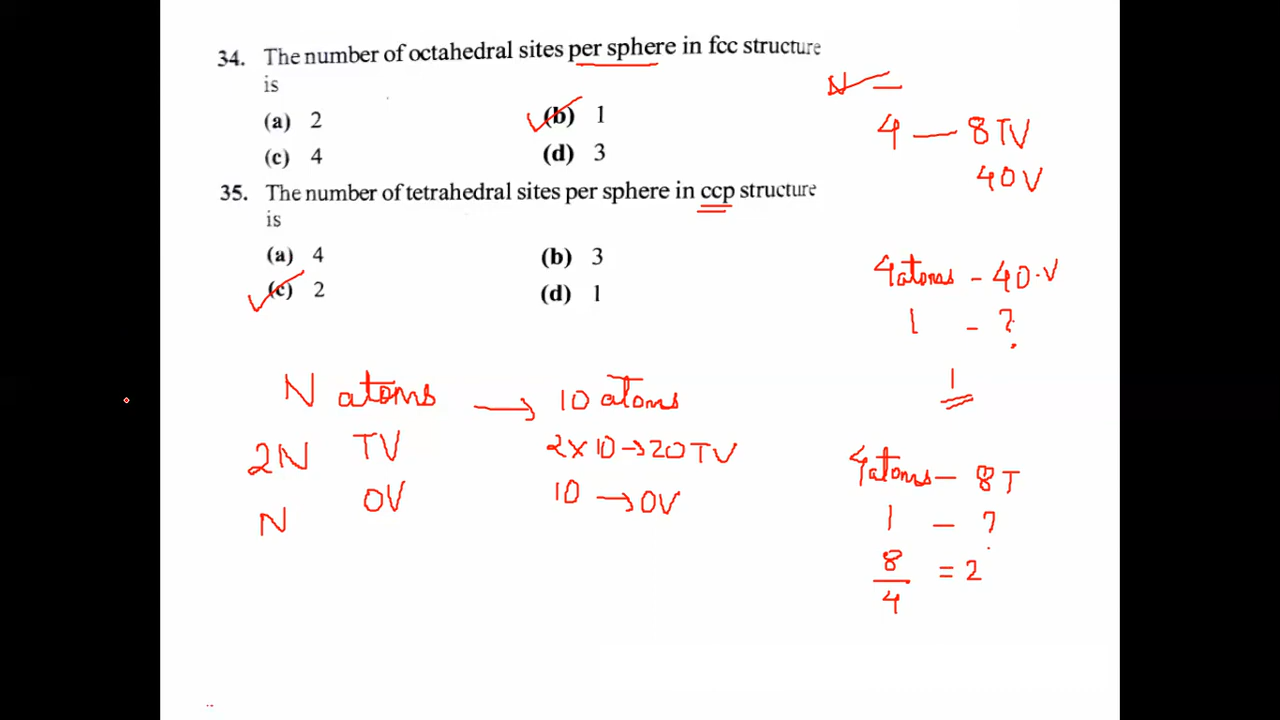 34. The number of octahedral sites per sphere in fcc structure
is
(a) 2 (b) 1
(c) 4 (d) 3
35. The number of tetrahedral sites per sphere in ccp structure
is
(a) 4 (b) 3
(c) 2 (d) 1
N atoms → 10 atoms
2N TV 2×10→20TV
N OV 10 → OV
N —
4 — 8TV
4OV
4atoms - 4O.V
1 - ?
1
4atoms — 8T
1 — ?
8/4 = 2